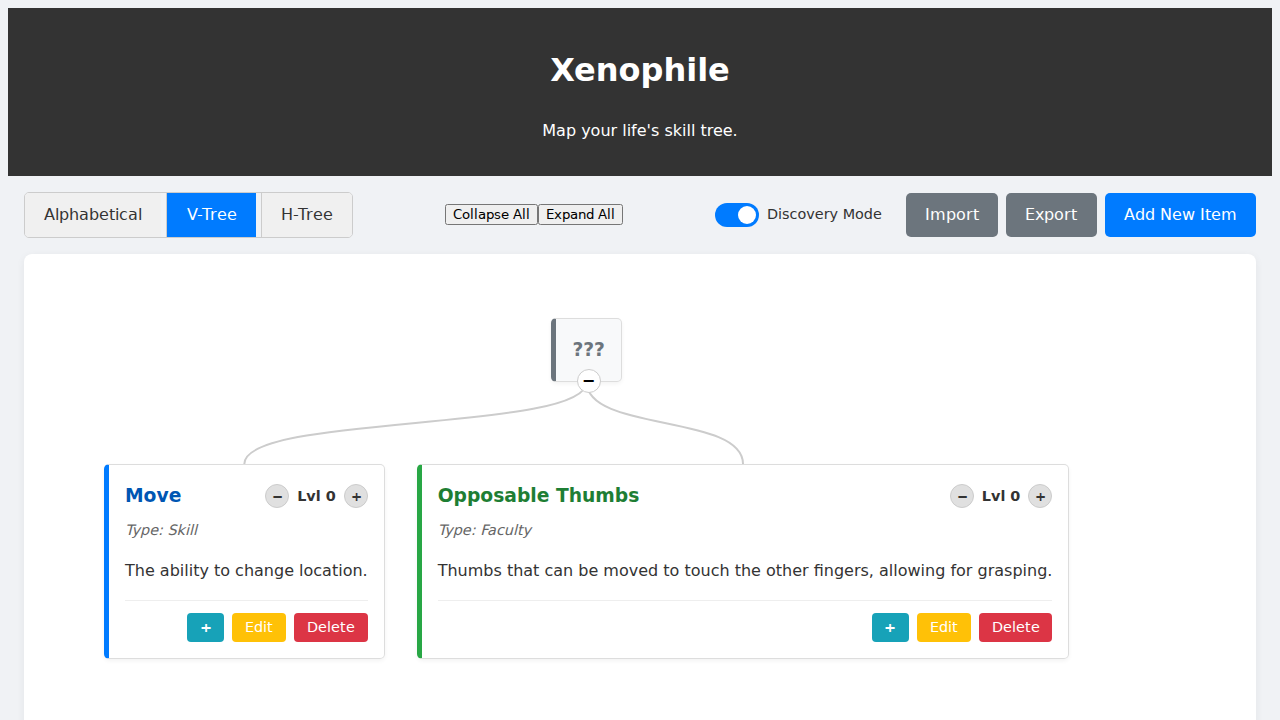 Xenophile
Map your life's skill tree.
Alphabetical V-Tree H-Tree Collapse All Expand All Discovery Mode Import Export Add New Item
???
−
Move − Lvl 0 +
Type: Skill
The ability to change location.
+ Edit Delete
Opposable Thumbs − Lvl 0 +
Type: Faculty
Thumbs that can be moved to touch the other fingers, allowing for grasping.
+ Edit Delete